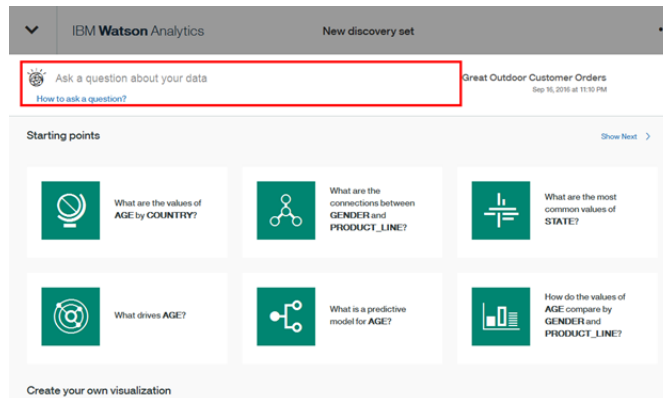 IBM Watson Analytics
New discovery set
Ask a question about your data
How to ask a question?
Great Outdoor Customer Orders
Sep 16, 2016 at 11:10 PM
Starting points
Show Next
What are the values of
AGE by COUNTRY?
What are the
connections between
GENDER and
PRODUCT_LINE?
What are the most
common values of
STATE?
What drives AGE?
What is a predictive
model for AGE?
How do the values of
AGE compare by
GENDER and
PRODUCT_LINE?
Create your own visualization